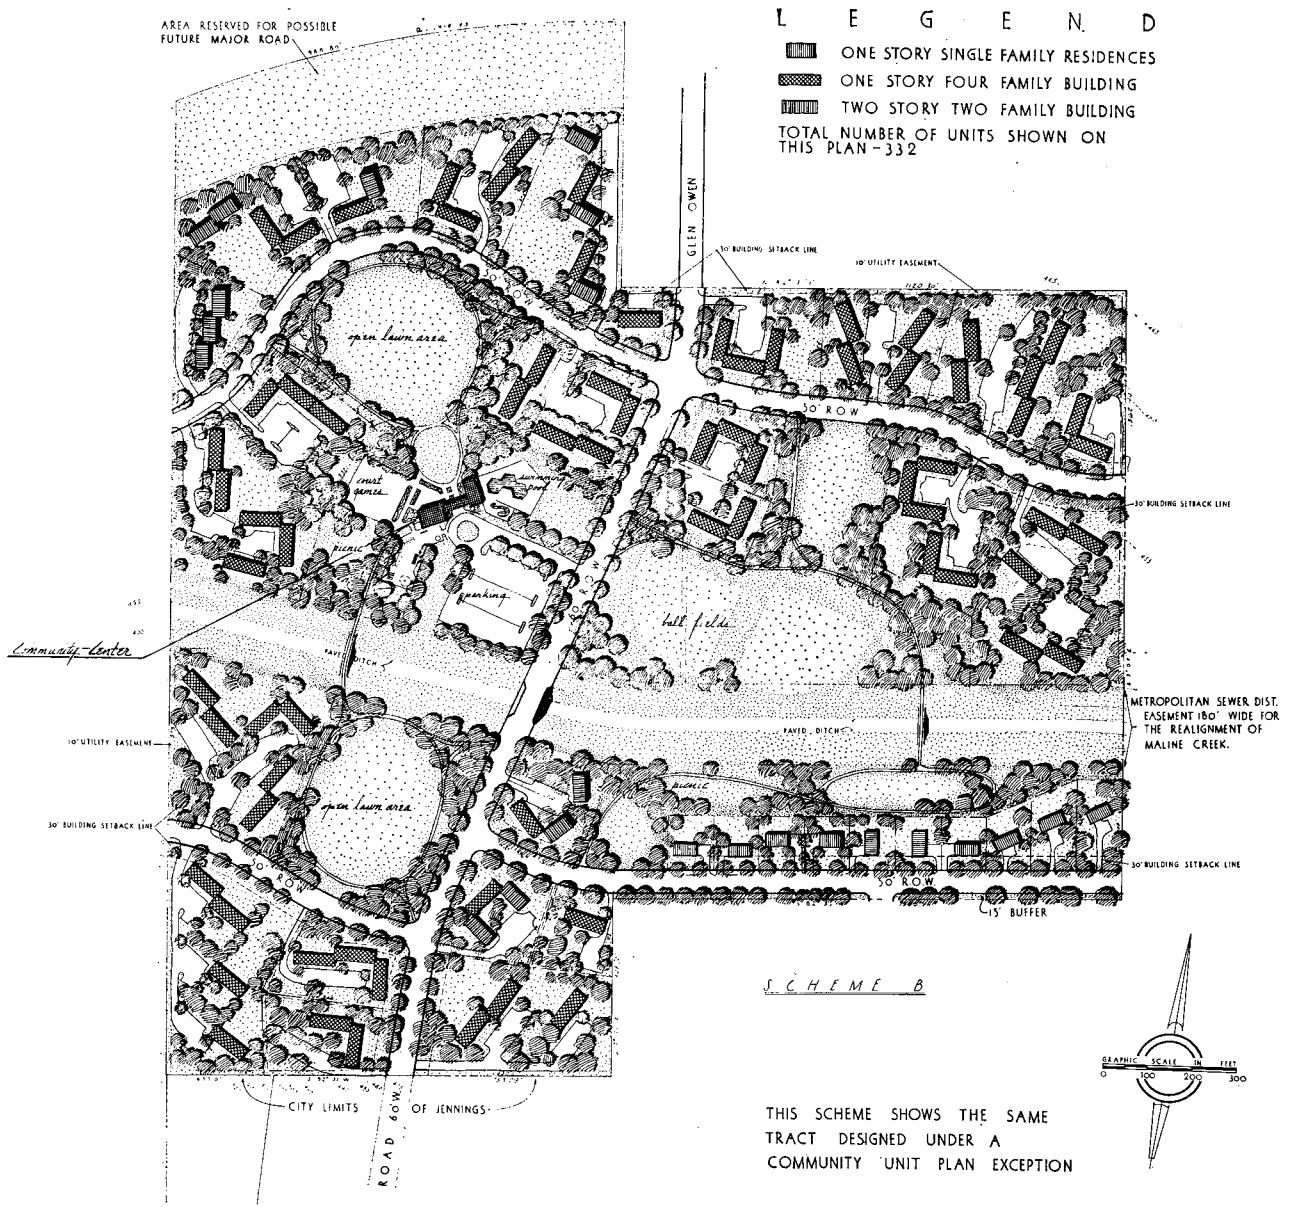 AREA RESERVED FOR POSSIBLE
FUTURE MAJOR ROAD
L E G E N D
ONE STORY SINGLE FAMILY RESIDENCES
ONE STORY FOUR FAMILY BUILDING
TWO STORY TWO FAMILY BUILDING
TOTAL NUMBER OF UNITS SHOWN ON
THIS PLAN-332
GLEN OWEN
30' BUILDING SETBACK LINE
10' UTILITY EASEMENT
open lawn area
50' ROW
court
games
swimming
pool
picnic
parking
30' BUILDING SETBACK LINE
ball fields
Community Center
PAVED DITCH
METROPOLITAN SEWER DIST.
EASEMENT 180' WIDE FOR
THE REALIGNMENT OF
MALINE CREEK.
PAVED DITCH
10' UTILITY EASEMENT
picnic
open lawn area
30' BUILDING SETBACK LINE
50' ROW
30' BUILDING SETBACK LINE
50' ROW
15' BUFFER
SCHEME B
GRAPHIC SCALE IN FEET
0 100 200 300
CITY LIMITS OF JENNINGS
ROAD 60W.
THIS SCHEME SHOWS THE SAME
TRACT DESIGNED UNDER A
COMMUNITY UNIT PLAN EXCEPTION